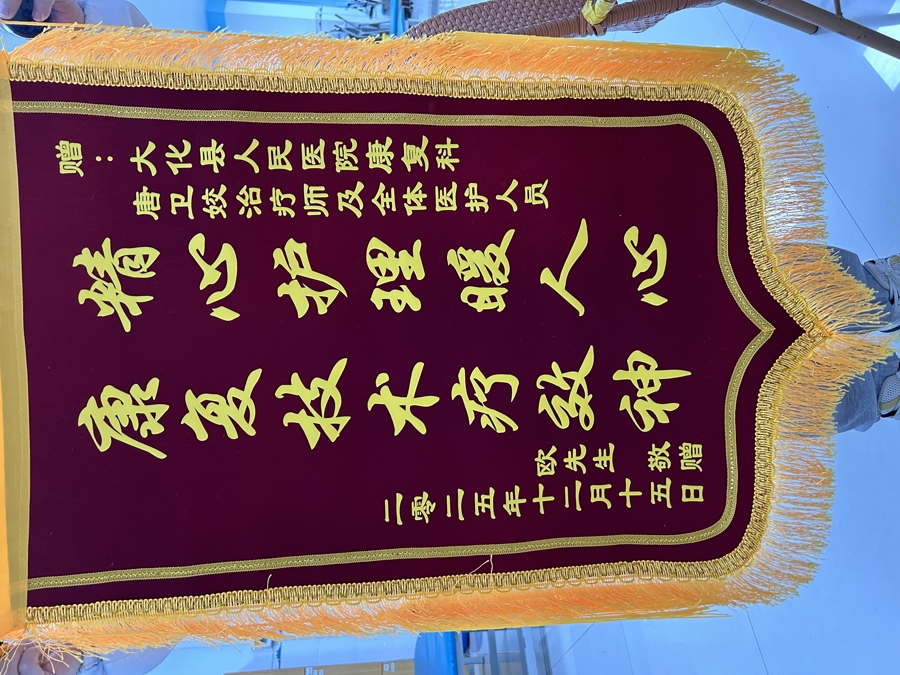 赠：大化县人民医院康复科
唐卫姣治疗师及全体医护人员
精心护理暖人心
康复技术疗效神
欧先生 敬赠
二零二五年十二月十五日